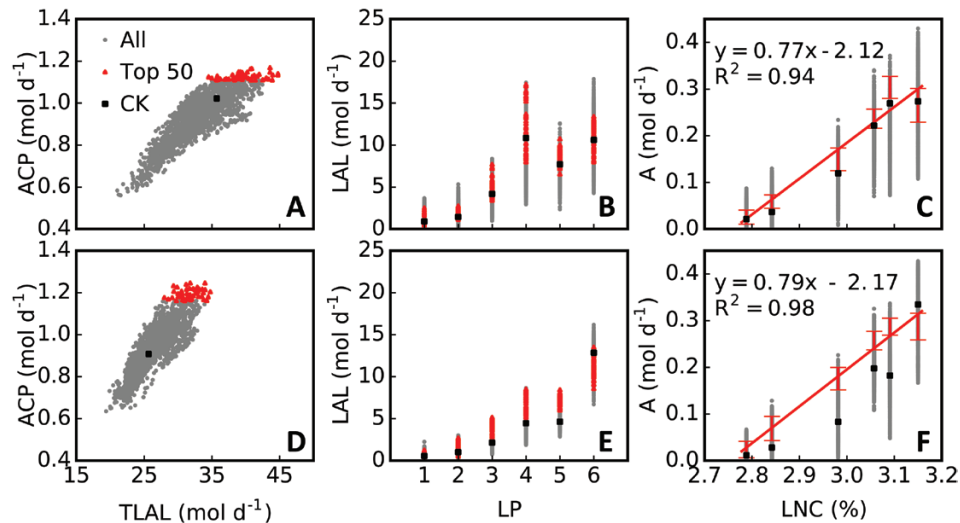 1.4
1.2
1.0
0.8
0.6
0.4
ACP (mol d⁻¹)
All
Top 50
CK
A
25
20
15
10
5
0
LAL (mol d⁻¹)
B
0.4
0.3
0.2
0.1
0.0
A (mol d⁻¹)
y = 0.77x - 2.12
R² = 0.94
C
1.4
1.2
1.0
0.8
0.6
0.4
ACP (mol d⁻¹)
D
15 25 35 45
TLAL (mol d⁻¹)
25
20
15
10
5
0
LAL (mol d⁻¹)
E
1 2 3 4 5 6
LP
0.4
0.3
0.2
0.1
0.0
A (mol d⁻¹)
y = 0.79x - 2.17
R² = 0.98
F
2.7 2.8 2.9 3.0 3.1 3.2
LNC (%)